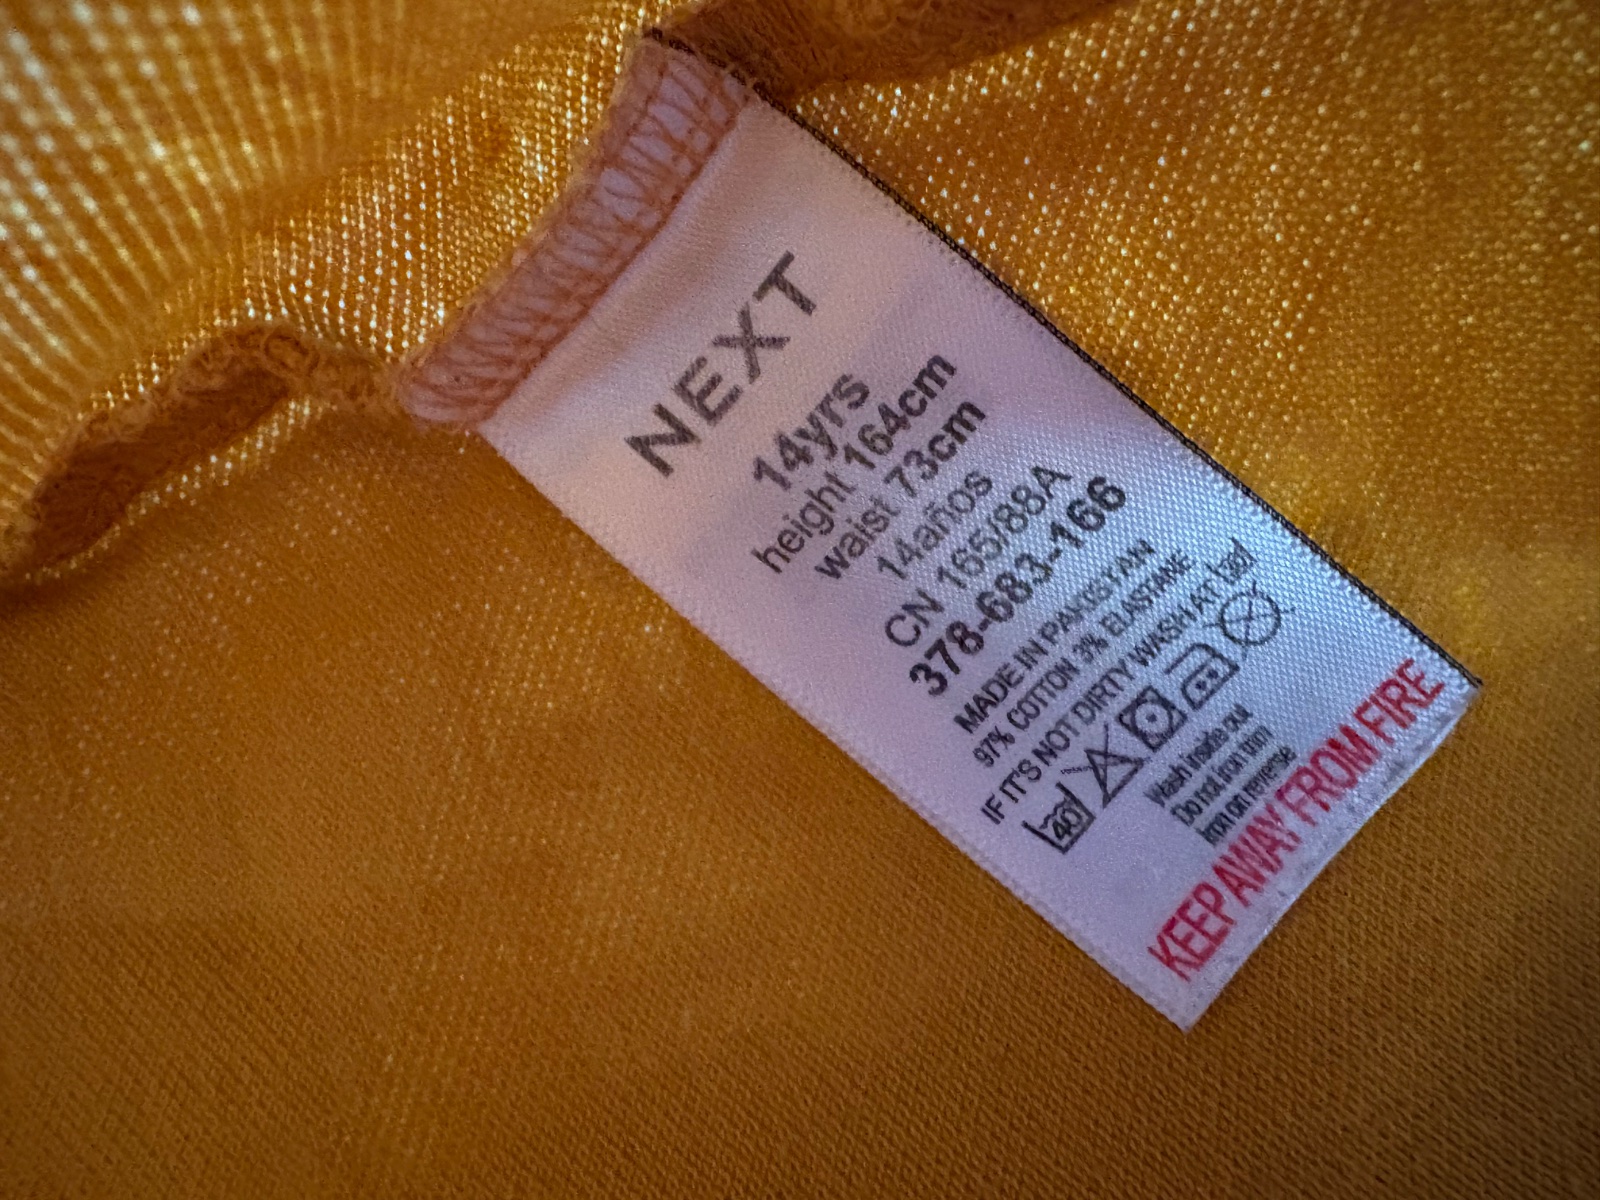 NEXT
14yrs
height 164cm
waist 73cm
14años
CN 165/88A
378-683-166
MADE IN PAKISTAN
97% COTTON 3% ELASTANE
IF IT'S NOT DIRTY WASH AT 30
40
Wash inside out
Do not iron trim
Iron on reverse
KEEP AWAY FROM FIRE